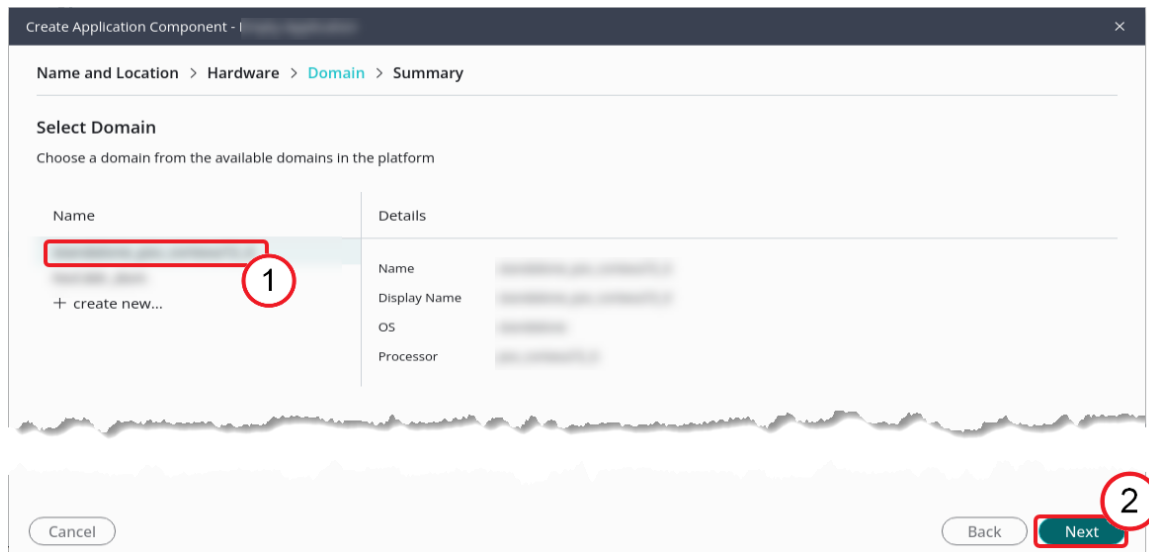 Create Application Component -
×
Name and Location > Hardware > Domain > Summary
Select Domain
Choose a domain from the available domains in the platform
Name
Details
1
+ create new...
Name
Display Name
OS
Processor
2
Cancel
Back
Next